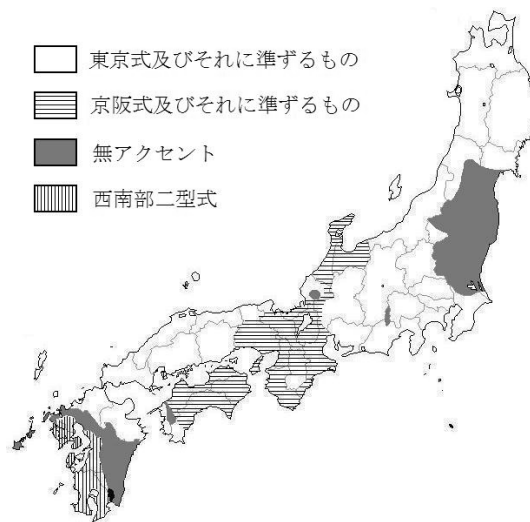 東京式及びそれに準ずるもの
京阪式及びそれに準ずるもの
無アクセント
西南部二型式